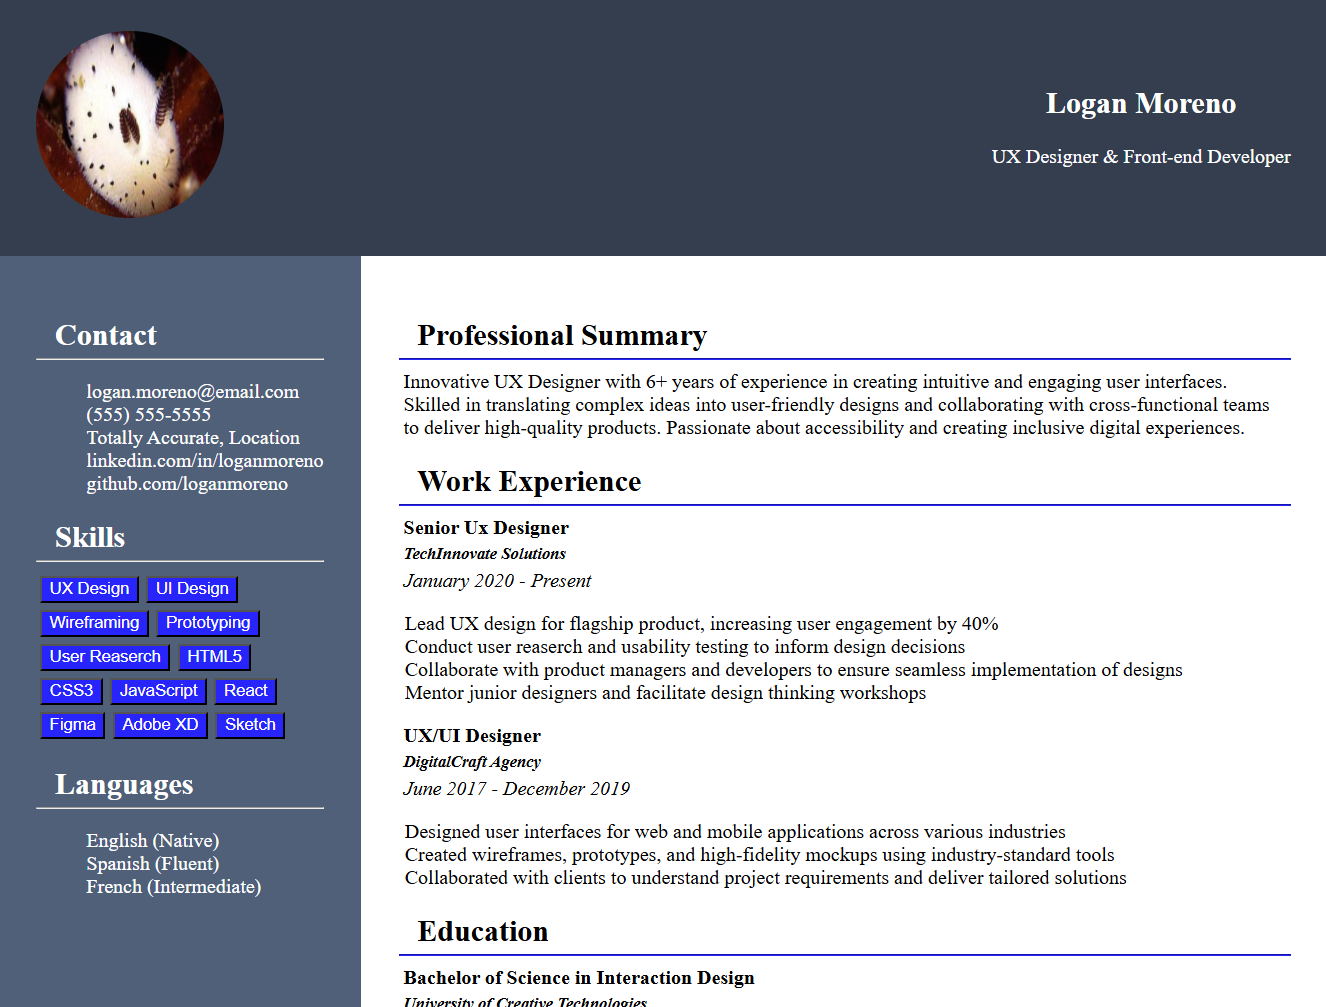 Logan Moreno
UX Designer & Front-end Developer
Contact
logan.moreno@email.com
(555) 555-5555
Totally Accurate, Location
linkedin.com/in/loganmoreno
github.com/loganmoreno
Skills
UX Design UI Design
Wireframing Prototyping
User Reaserch HTML5
CSS3 JavaScript React
Figma Adobe XD Sketch
Languages
English (Native)
Spanish (Fluent)
French (Intermediate)
Professional Summary
Innovative UX Designer with 6+ years of experience in creating intuitive and engaging user interfaces.
Skilled in translating complex ideas into user-friendly designs and collaborating with cross-functional teams
to deliver high-quality products. Passionate about accessibility and creating inclusive digital experiences.
Work Experience
Senior Ux Designer
TechInnovate Solutions
January 2020 - Present
Lead UX design for flagship product, increasing user engagement by 40%
Conduct user reaserch and usability testing to inform design decisions
Collaborate with product managers and developers to ensure seamless implementation of designs
Mentor junior designers and facilitate design thinking workshops
UX/UI Designer
DigitalCraft Agency
June 2017 - December 2019
Designed user interfaces for web and mobile applications across various industries
Created wireframes, prototypes, and high-fidelity mockups using industry-standard tools
Collaborated with clients to understand project requirements and deliver tailored solutions
Education
Bachelor of Science in Interaction Design
University of Creative Technologies